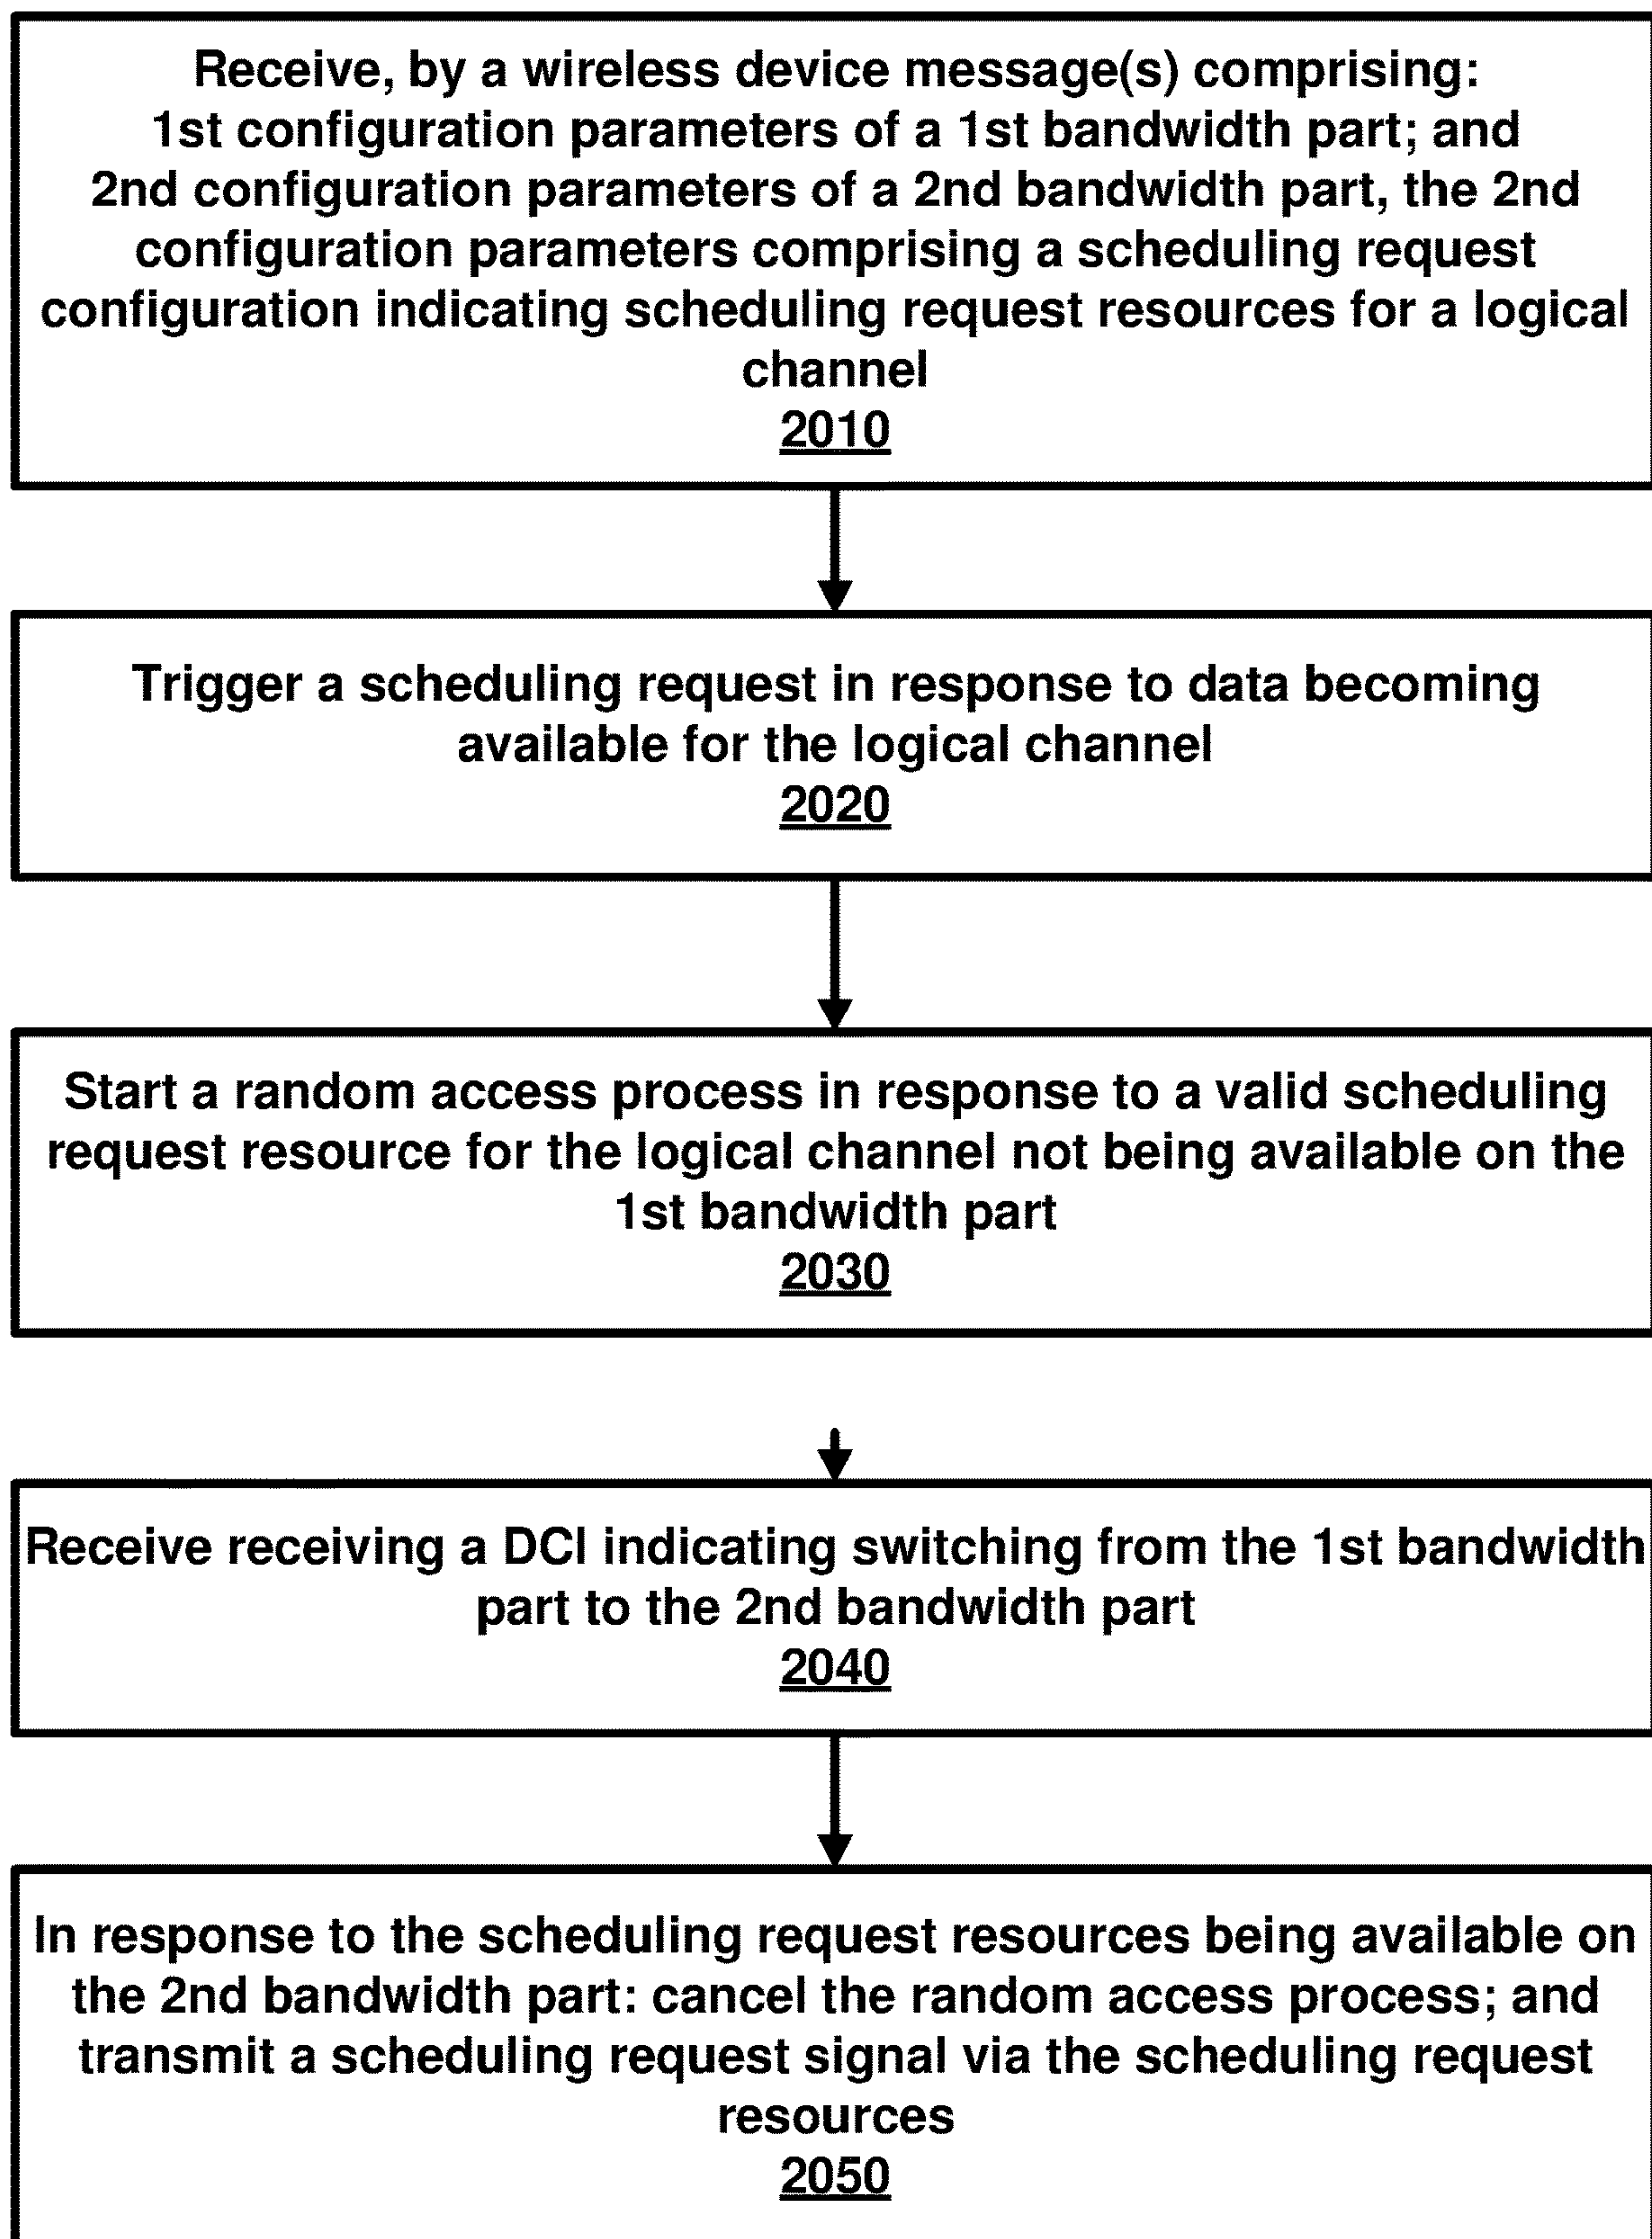 Receive, by a wireless device message(s) comprising:
1st configuration parameters of a 1st bandwidth part; and
2nd configuration parameters of a 2nd bandwidth part, the 2nd
configuration parameters comprising a scheduling request
configuration indicating scheduling request resources for a logical
channel
2010
Trigger a scheduling request in response to data becoming
available for the logical channel
2020
Start a random access process in response to a valid scheduling
request resource for the logical channel not being available on the
1st bandwidth part
2030
Receive receiving a DCI indicating switching from the 1st bandwidth
part to the 2nd bandwidth part
2040
In response to the scheduling request resources being available on
the 2nd bandwidth part: cancel the random access process; and
transmit a scheduling request signal via the scheduling request
resources
2050